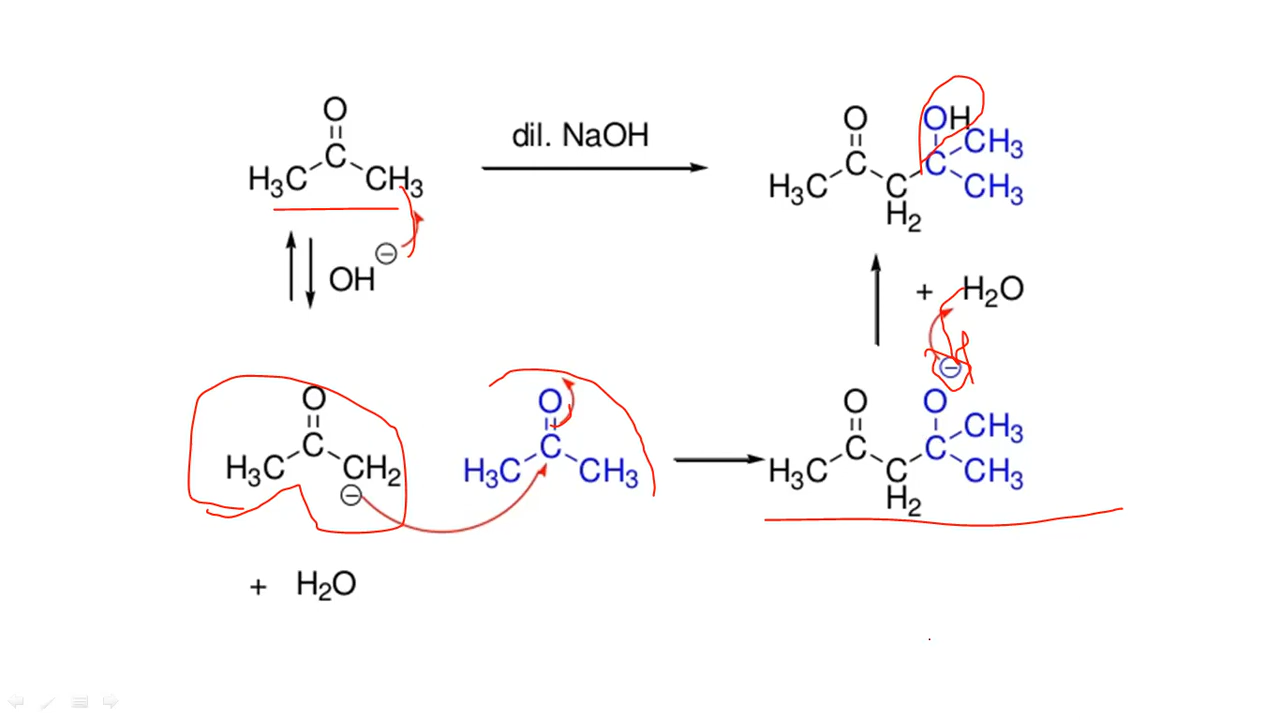 O
||
C
H₃C CH₃
OH⊖
dil. NaOH
O OH
|| |
C C CH₃
H₃C C CH₃
H₂
+ H₂O
O
||
C
H₃C CH₂
⊖
+ H₂O
O
||
C
H₃C CH₃
⊖
O O
|| |
C C CH₃
H₃C C CH₃
H₂